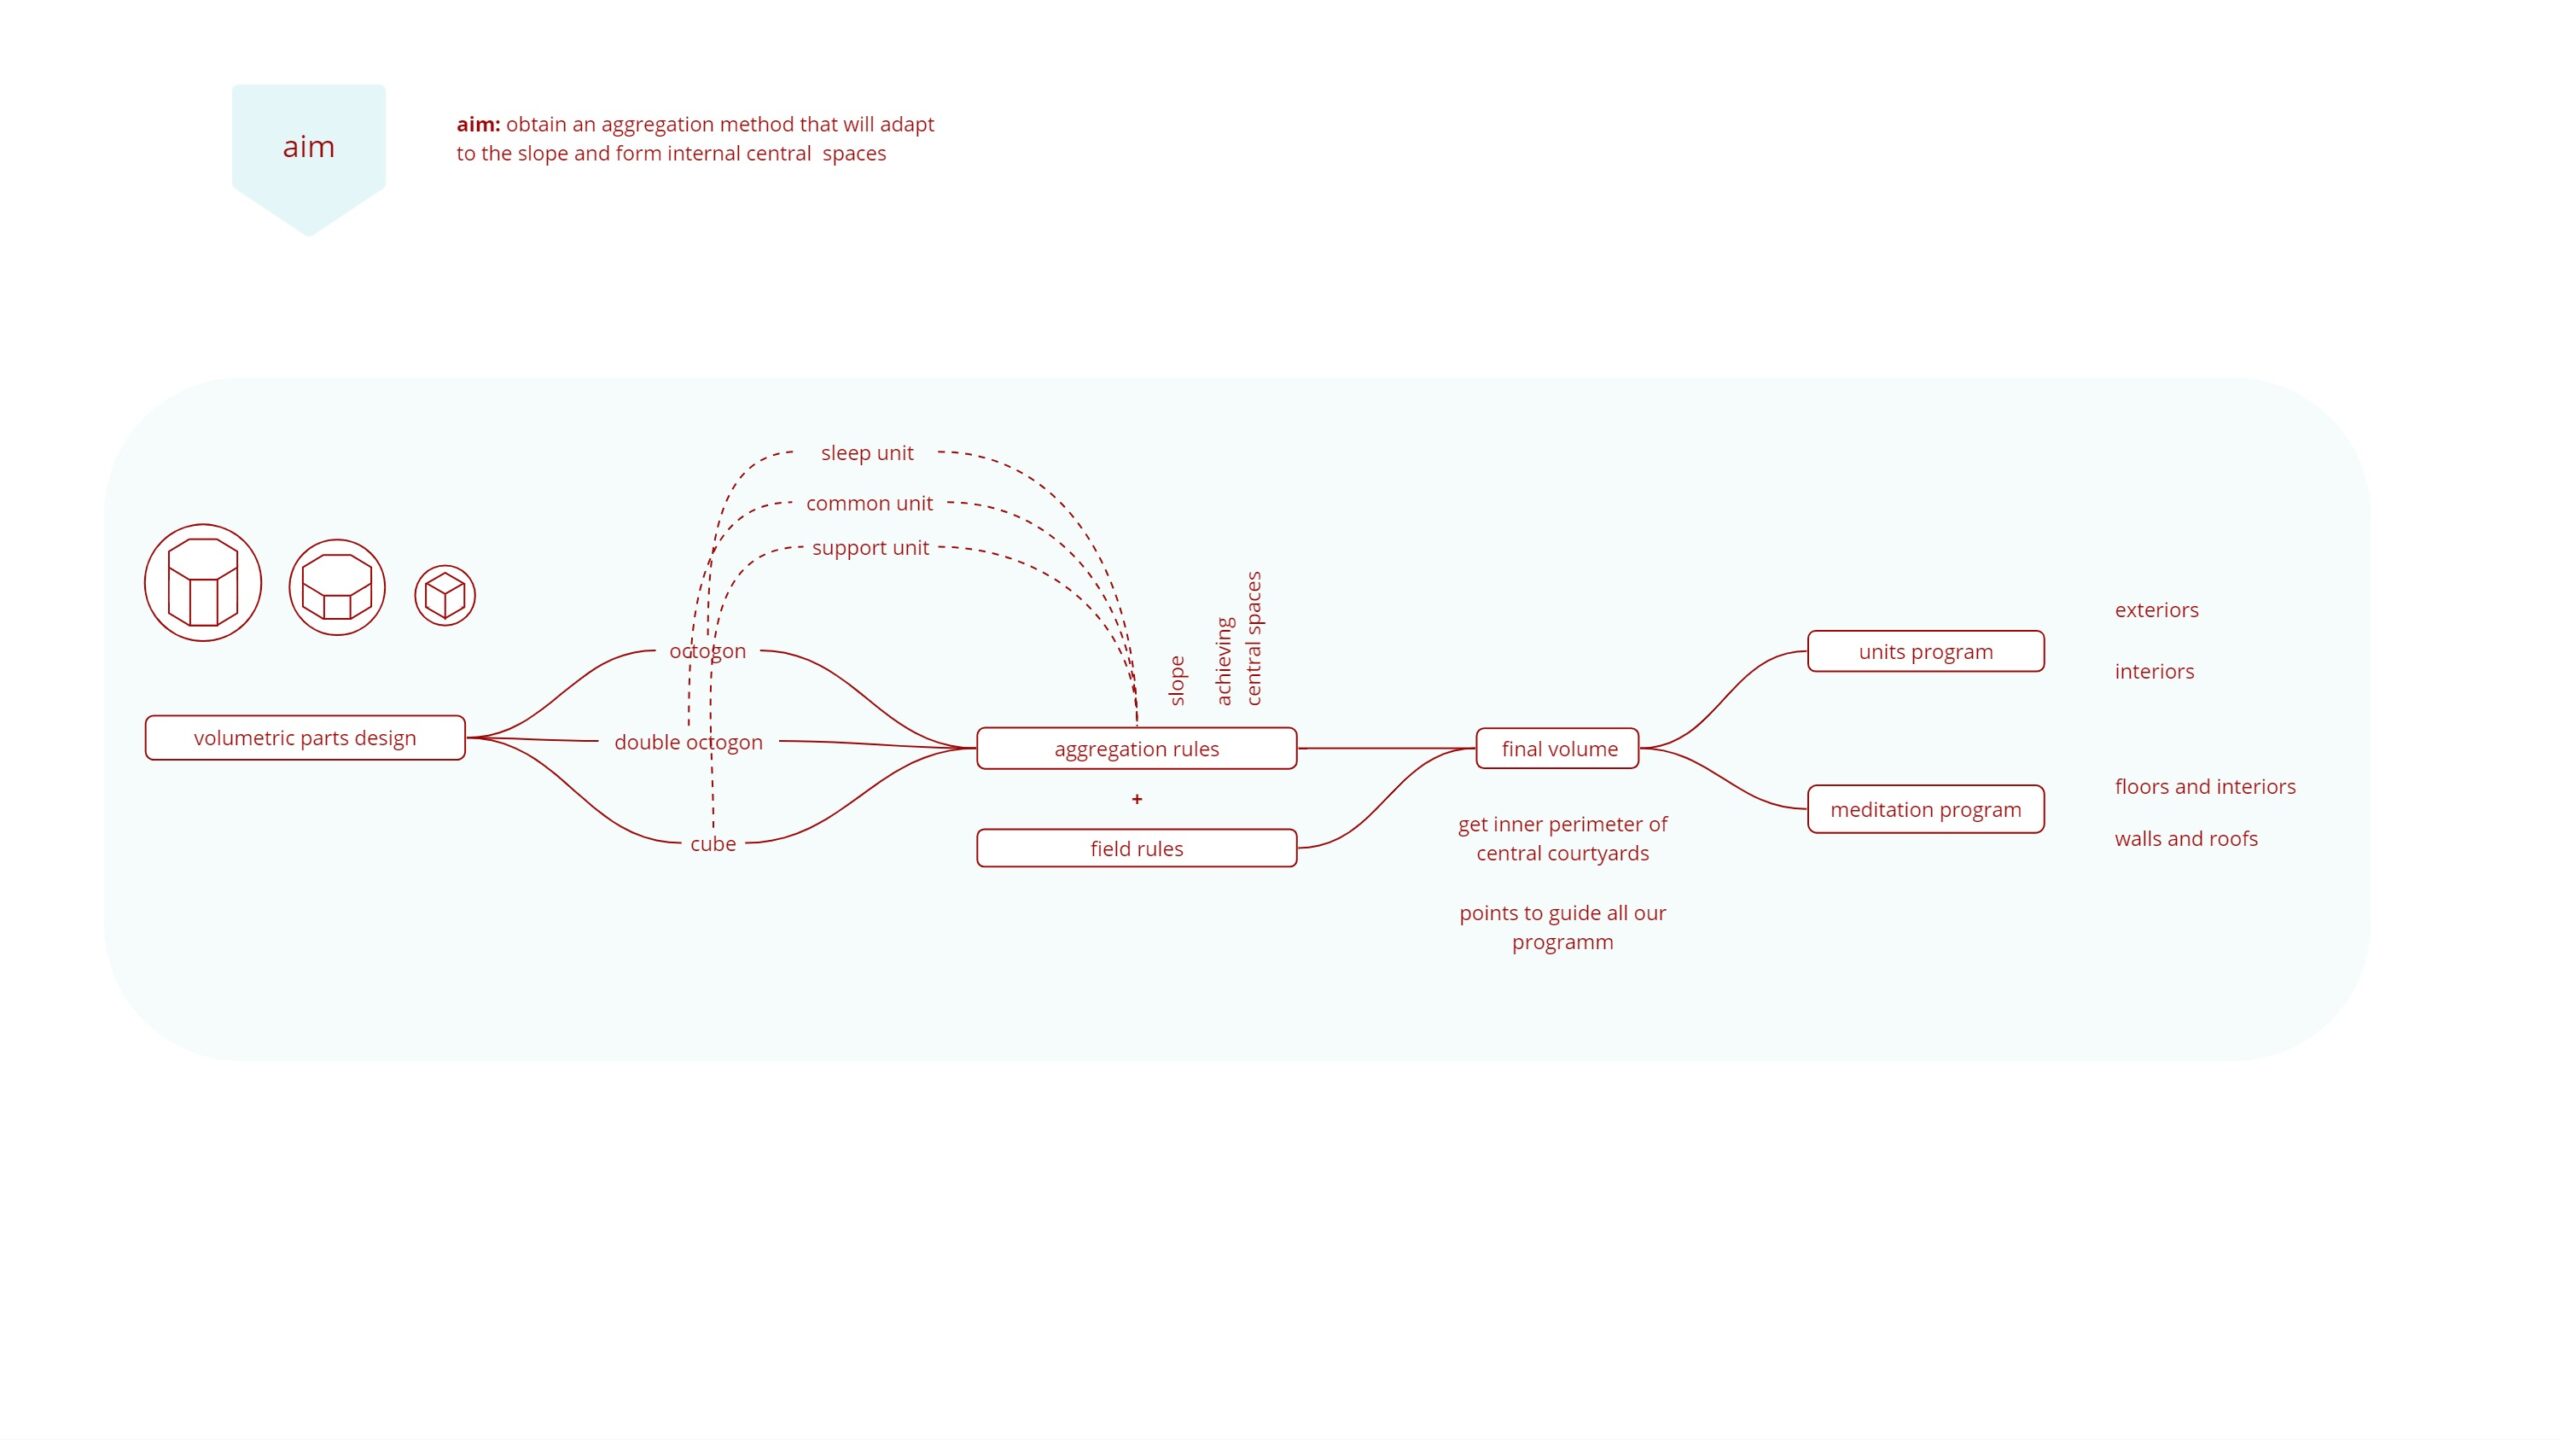 aim
aim: obtain an aggregation method that will adapt
to the slope and form internal central spaces
sleep unit
common unit
support unit
octogon
volumetric parts design
double octogon
cube
slope
achieving
central spaces
aggregation rules
+
field rules
final volume
get inner perimeter of
central courtyards
points to guide all our
programm
units program
exteriors
interiors
meditation program
floors and interiors
walls and roofs